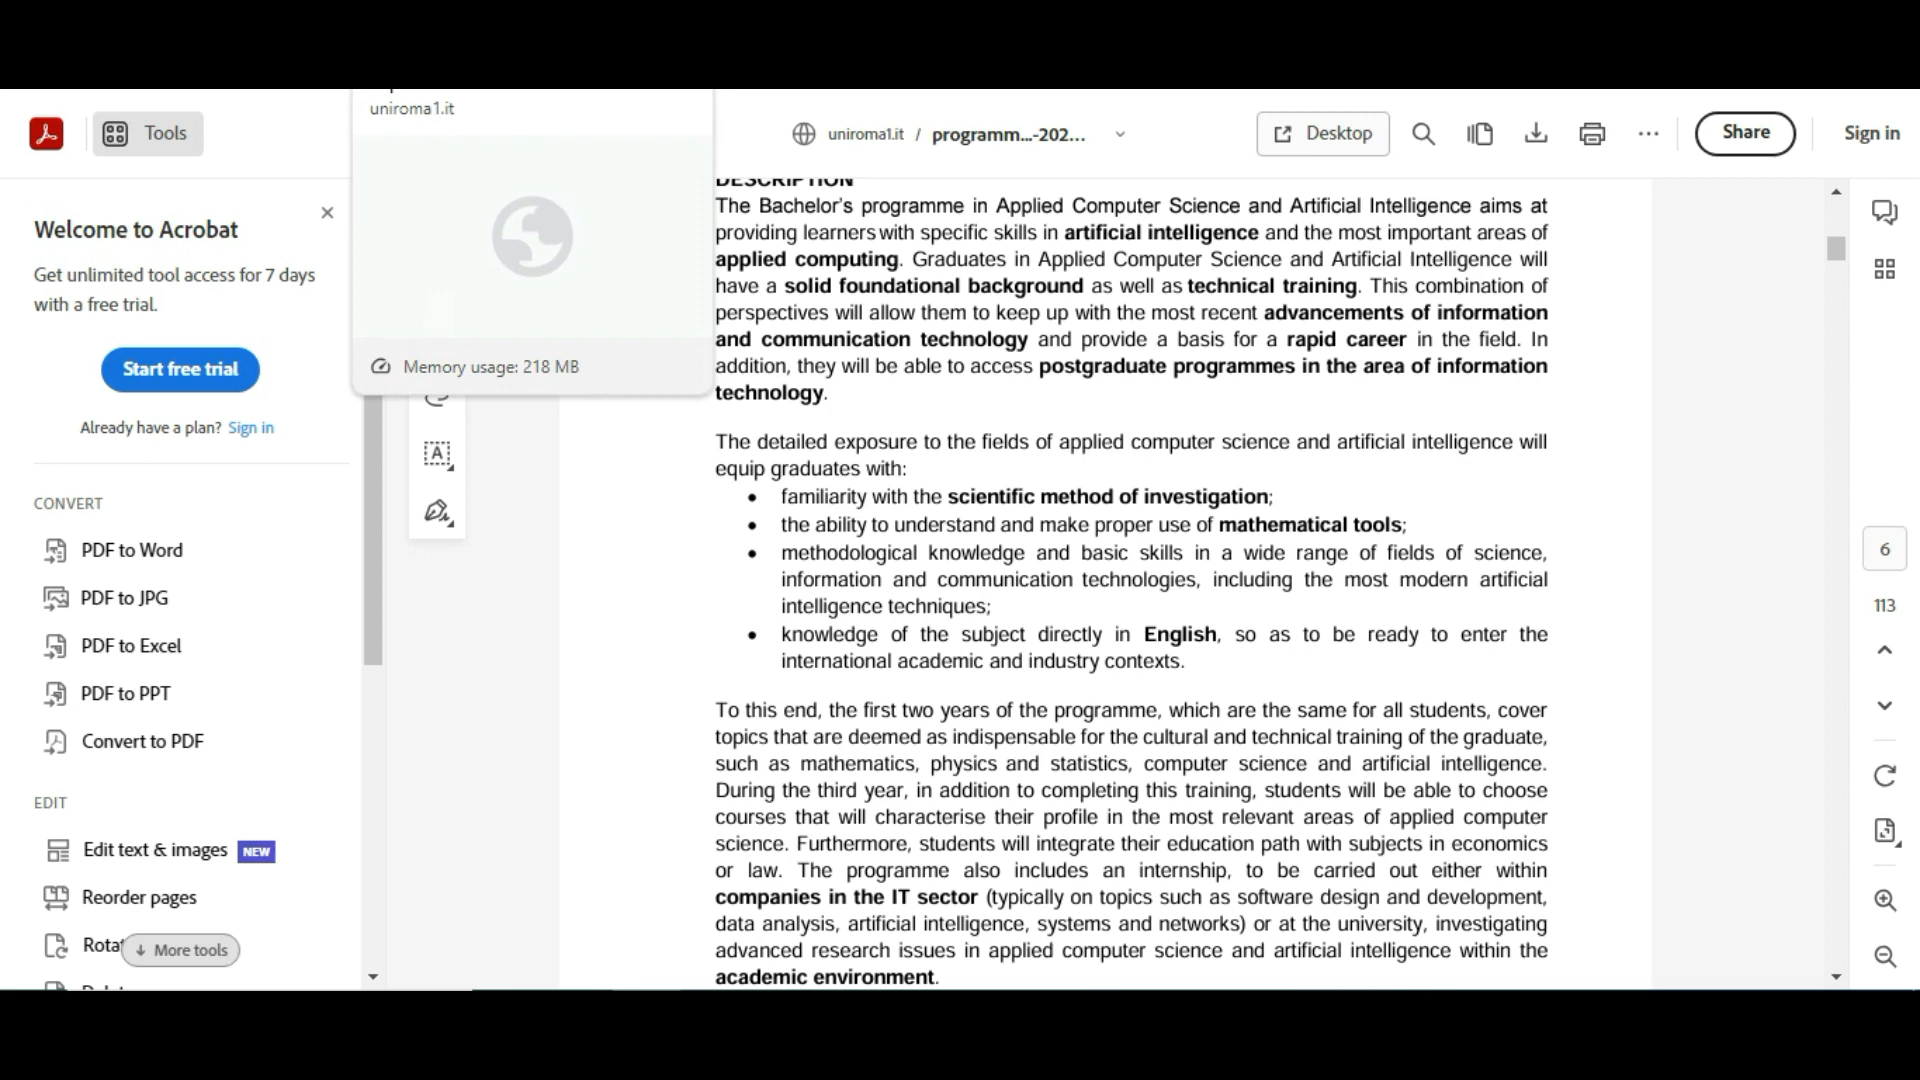 uniroma1.it
Tools
uniroma1.it / programm...-202...
Desktop
Share
Sign in
Welcome to Acrobat
Get unlimited tool access for 7 days
with a free trial.
Start free trial
Already have a plan? Sign in
CONVERT
PDF to Word
PDF to JPG
PDF to Excel
PDF to PPT
Convert to PDF
EDIT
Edit text & images NEW
Reorder pages
More tools
Memory usage: 218 MB
DESCRIPTION
The Bachelor's programme in Applied Computer Science and Artificial Intelligence aims at
providing learners with specific skills in artificial intelligence and the most important areas of
applied computing. Graduates in Applied Computer Science and Artificial Intelligence will
have a solid foundational background as well as technical training. This combination of
perspectives will allow them to keep up with the most recent advancements of information
and communication technology and provide a basis for a rapid career in the field. In
addition, they will be able to access postgraduate programmes in the area of information
technology.
The detailed exposure to the fields of applied computer science and artificial intelligence will
equip graduates with:
• familiarity with the scientific method of investigation;
• the ability to understand and make proper use of mathematical tools;
• methodological knowledge and basic skills in a wide range of fields of science,
information and communication technologies, including the most modern artificial
intelligence techniques;
• knowledge of the subject directly in English, so as to be ready to enter the
international academic and industry contexts.
To this end, the first two years of the programme, which are the same for all students, cover
topics that are deemed as indispensable for the cultural and technical training of the graduate,
such as mathematics, physics and statistics, computer science and artificial intelligence.
During the third year, in addition to completing this training, students will be able to choose
courses that will characterise their profile in the most relevant areas of applied computer
science. Furthermore, students will integrate their education path with subjects in economics
or law. The programme also includes an internship, to be carried out either within
companies in the IT sector (typically on topics such as software design and development,
data analysis, artificial intelligence, systems and networks) or at the university, investigating
advanced research issues in applied computer science and artificial intelligence within the
academic environment.
6
113